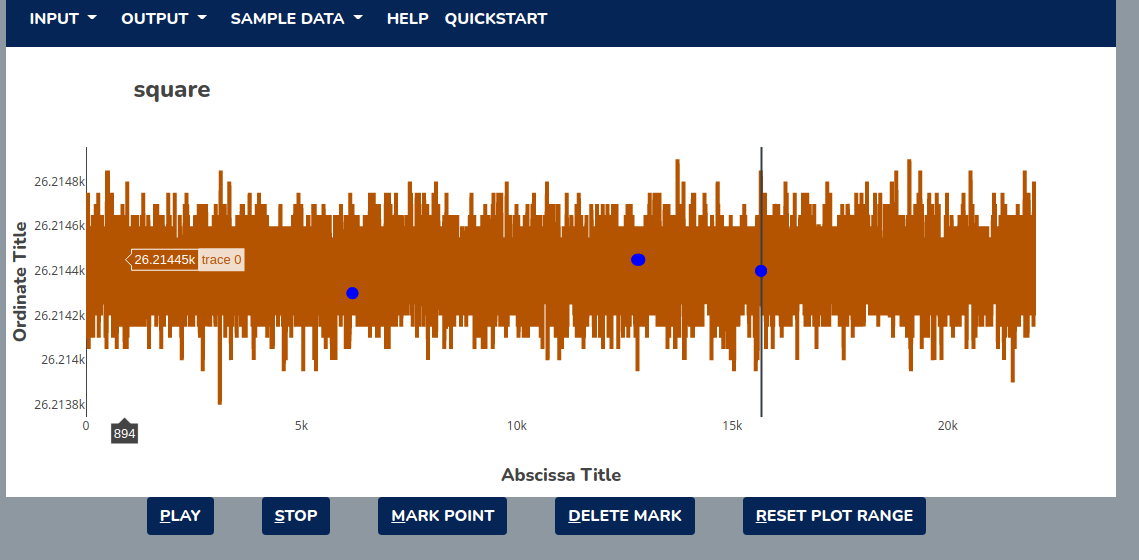 INPUT OUTPUT SAMPLE DATA HELP QUICKSTART
square
Ordinate Title
26.2148k
26.2146k
26.2144k
26.2142k
26.214k
26.2138k
26.21445k trace 0
0 5k 10k 15k 20k
894
Abscissa Title
PLAY STOP MARK POINT DELETE MARK RESET PLOT RANGE